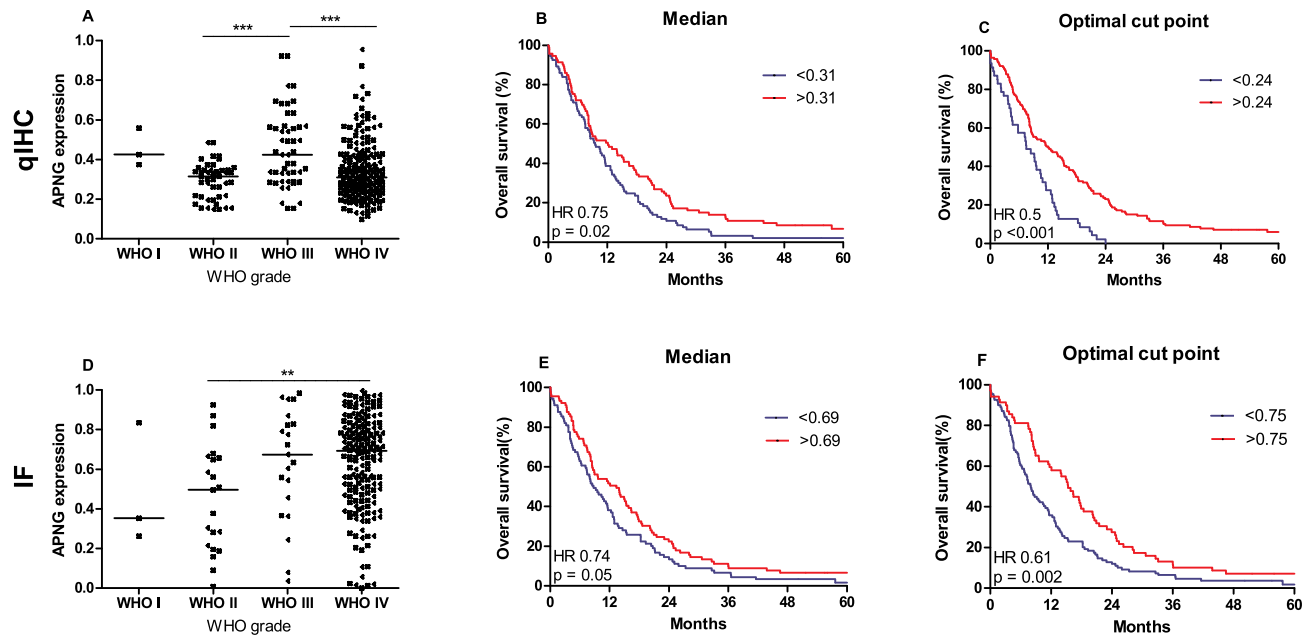 qIHC
A
***
***
APNG expression
1.0
0.8
0.6
0.4
0.2
0.0
WHO I
WHO II
WHO III
WHO IV
WHO grade
B
Median
Overall survival (%)
100
80
60
40
20
0
<0.31
>0.31
HR 0.75
p = 0.02
0
12
24
36
48
60
Months
C
Optimal cut point
Overall survival (%)
100
80
60
40
20
0
<0.24
>0.24
HR 0.5
p <0.001
0
12
24
36
48
60
Months
IF
D
**
APNG expression
1.0
0.8
0.6
0.4
0.2
0.0
WHO I
WHO II
WHO III
WHO IV
WHO grade
E
Median
Overall survival(%)
100
80
60
40
20
0
<0.69
>0.69
HR 0.74
p = 0.05
0
12
24
36
48
60
Months
F
Optimal cut point
Overall survival(%)
100
80
60
40
20
0
<0.75
>0.75
HR 0.61
p = 0.002
0
12
24
36
48
60
Months